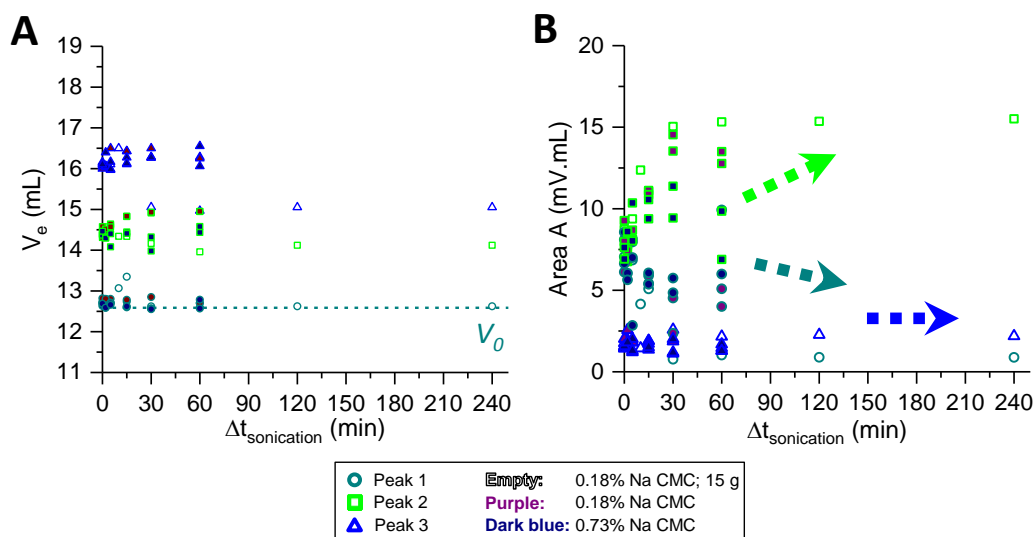 A
B
19
18
17
16
15
14
13
12
11
Ve (mL)
V0
0 30 60 90 120 150 180 210 240
Δtsonication (min)
20
15
10
5
0
Area A (mV.mL)
0 30 60 90 120 150 180 210 240
Δtsonication (min)
Peak 1 Empty: 0.18% Na CMC; 15 g
Peak 2 Purple: 0.18% Na CMC
Peak 3 Dark blue: 0.73% Na CMC